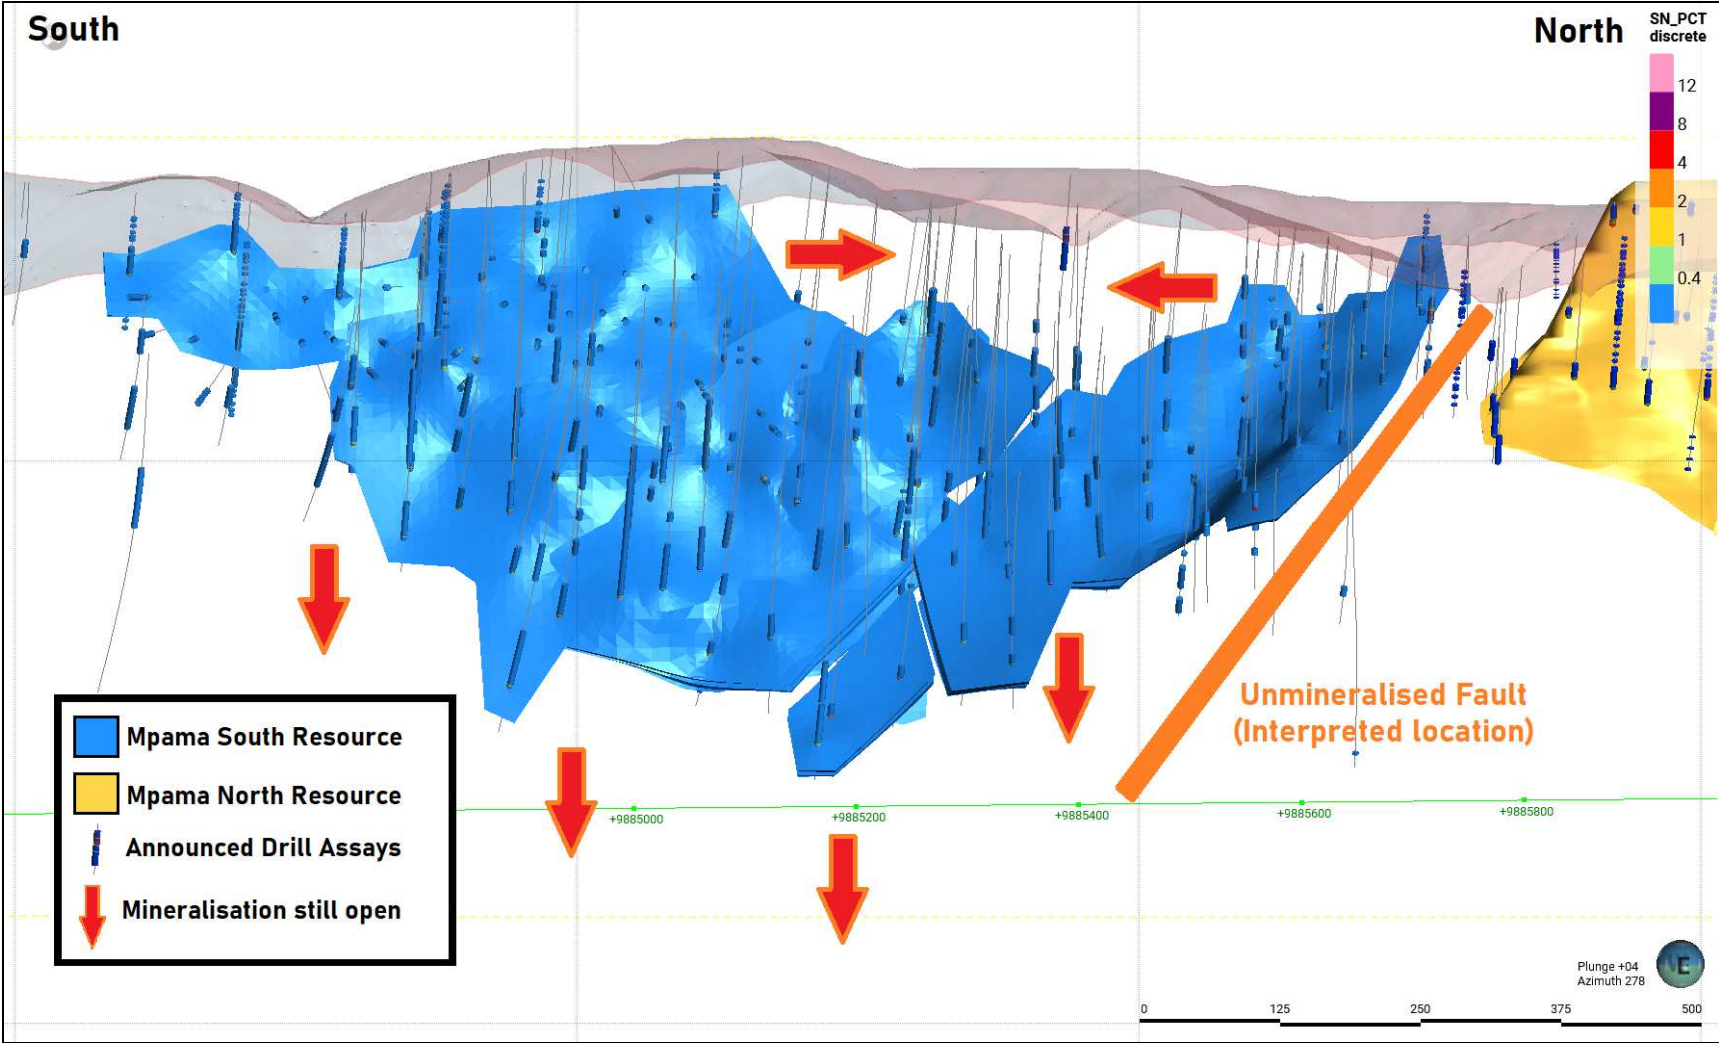 South
North
SN_PCT
discrete
12
8
4
2
1
0.4
Unmineralised Fault
(Interpreted location)
Mpama South Resource
Mpama North Resource
Announced Drill Assays
Mineralisation still open
+9885000
+9885200
+9885400
+9885600
+9885800
Plunge +04
Azimuth 278
E
0
125
250
375
500